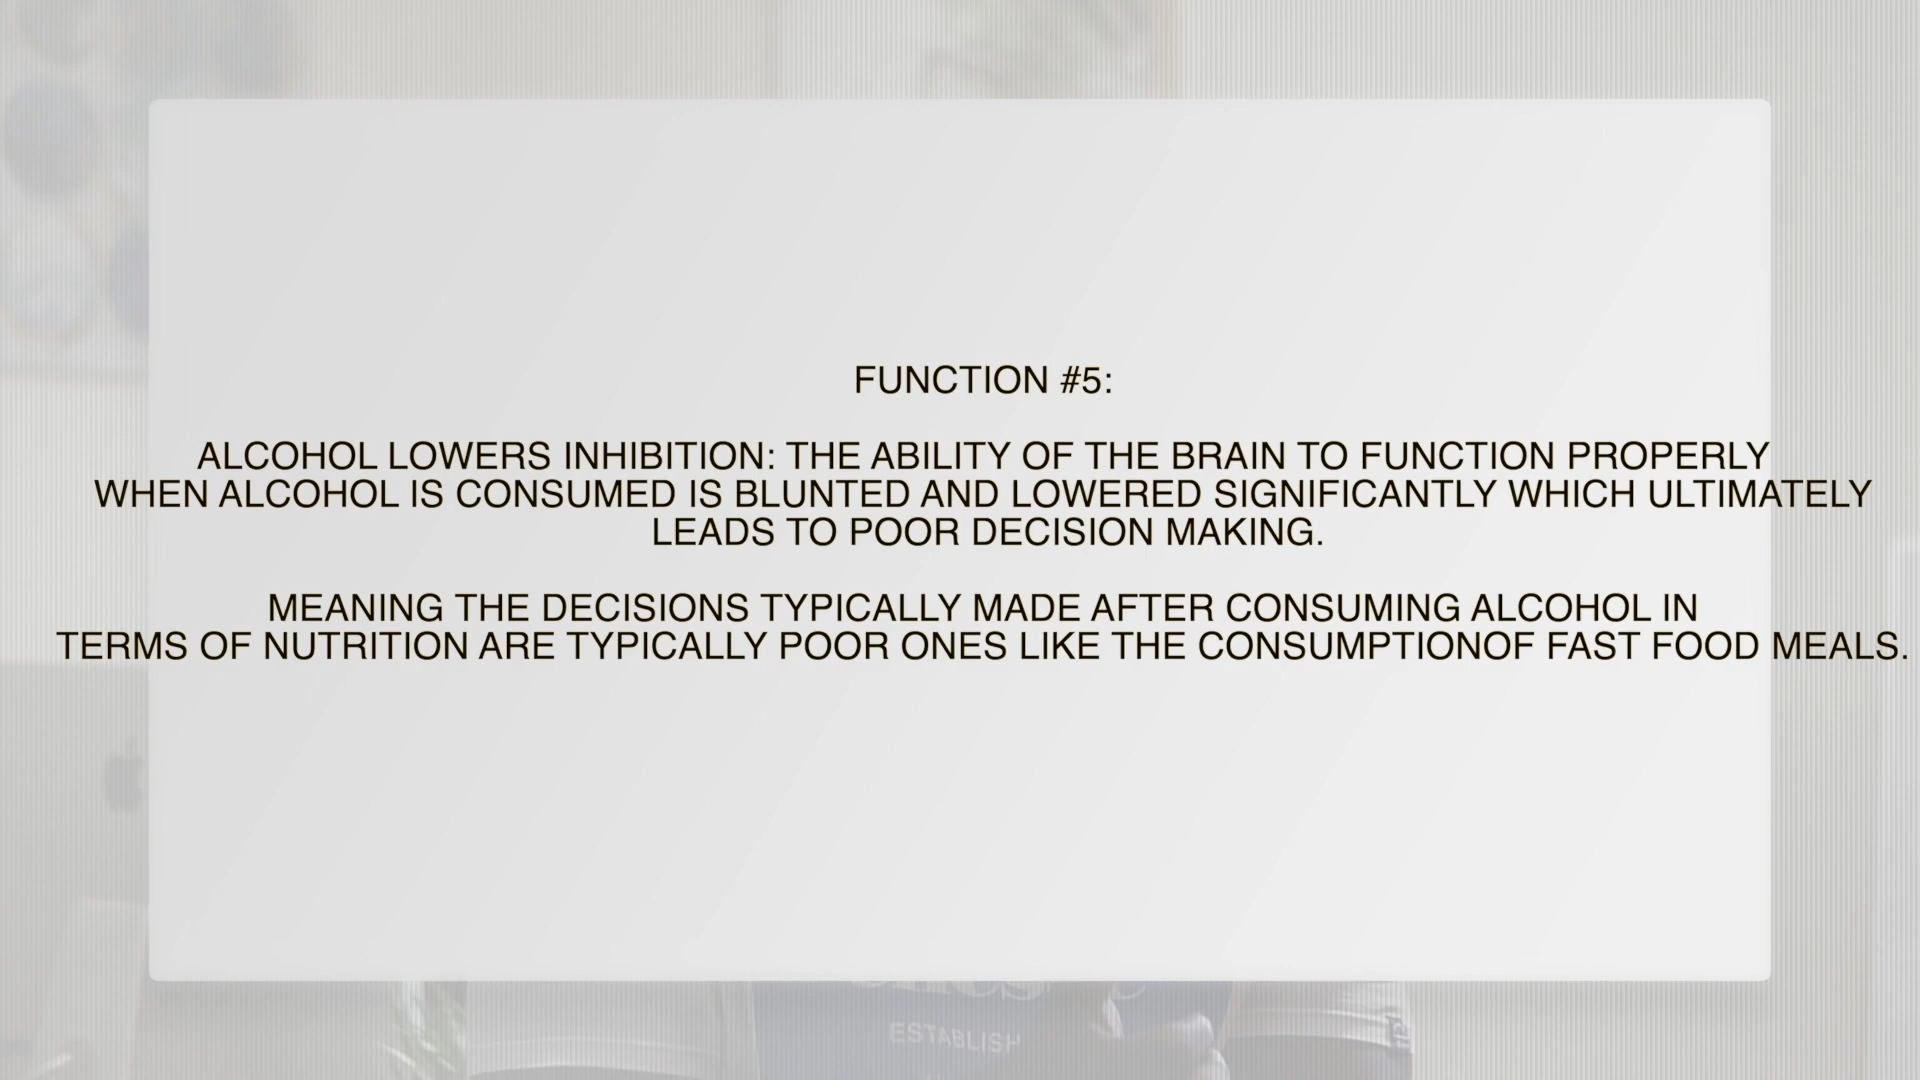 FUNCTION #5:
ALCOHOL LOWERS INHIBITION: THE ABILITY OF THE BRAIN TO FUNCTION PROPERLY
WHEN ALCOHOL IS CONSUMED IS BLUNTED AND LOWERED SIGNIFICANTLY WHICH ULTIMATELY
LEADS TO POOR DECISION MAKING.
MEANING THE DECISIONS TYPICALLY MADE AFTER CONSUMING ALCOHOL IN
TERMS OF NUTRITION ARE TYPICALLY POOR ONES LIKE THE CONSUMPTIONOF FAST FOOD MEALS.
ESTABLISH